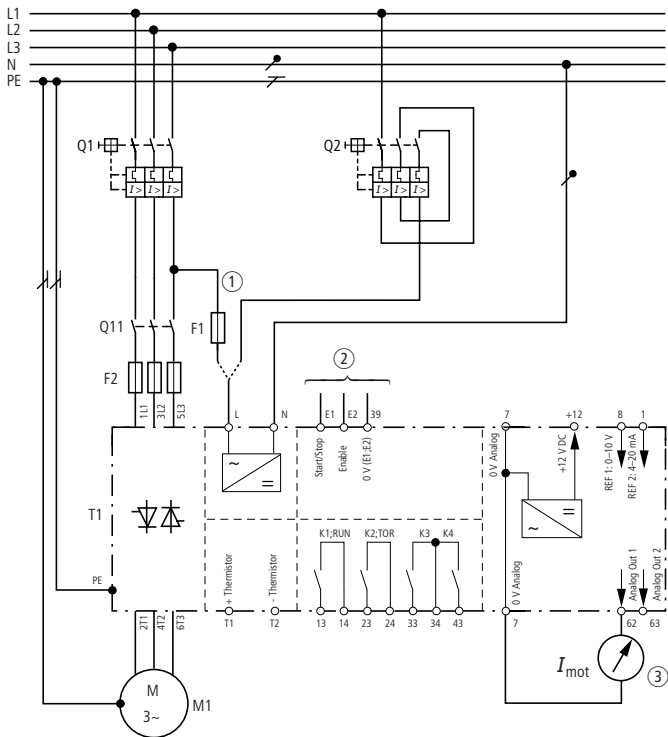 L1
L2
L3
N
PE
Q1
I> I> I>
Q2
I> I> I>
1
Q11
F1
2
F2
1L1
3L2
5L3
L
N
E1
E2
39
7
+12
8
1
Start/Stop
Enable
0 V (E1;E2)
0 V Analog
+12 V DC
REF 1: 0–10 V
REF 2: 4–20 mA
~
=
=
~
T1
K1;RUN
K2;TOR
K3
K4
PE
+ Thermistor
- Thermistor
0 V Analog
Analog Out 1
Analog Out 2
2T1
4T2
6T3
T1
T2
13
14
23
24
33
34
43
7
62
63
Imot
3
M
3~
M1